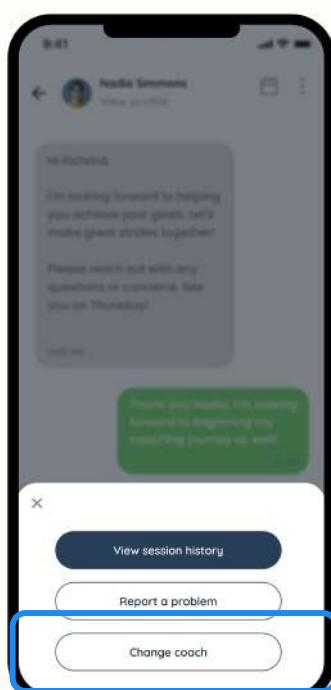 9:41
Nadia Simmons
View profile
Hi Richard,
I'm looking forward to helping
you achieve your goals. Let's
make great strides together!
Please reach out with any
questions or concerns. See
you on Thursday!
Thank you Nadia. I'm looking
forward to beginning my
coaching journey as well!
View session history
Report a problem
Change coach